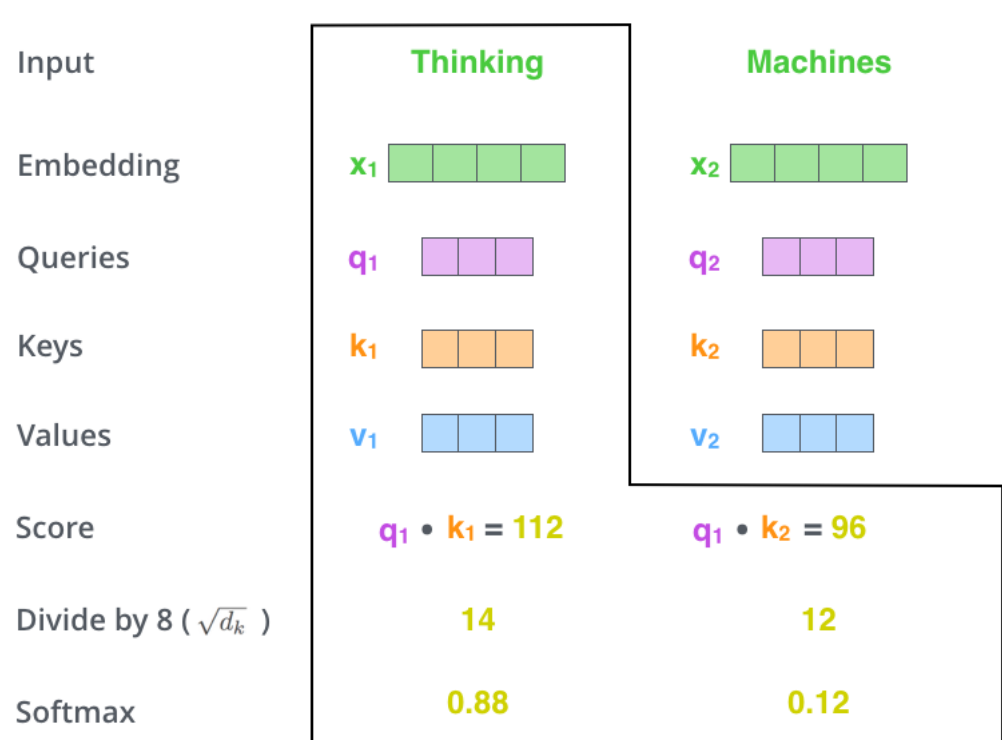 Input Thinking Machines
Embedding x₁ x₂
Queries q₁ q₂
Keys k₁ k₂
Values v₁ v₂
Score q₁ • k₁ = 112 q₁ • k₂ = 96
Divide by 8 ( √dₖ ) 14 12
Softmax 0.88 0.12